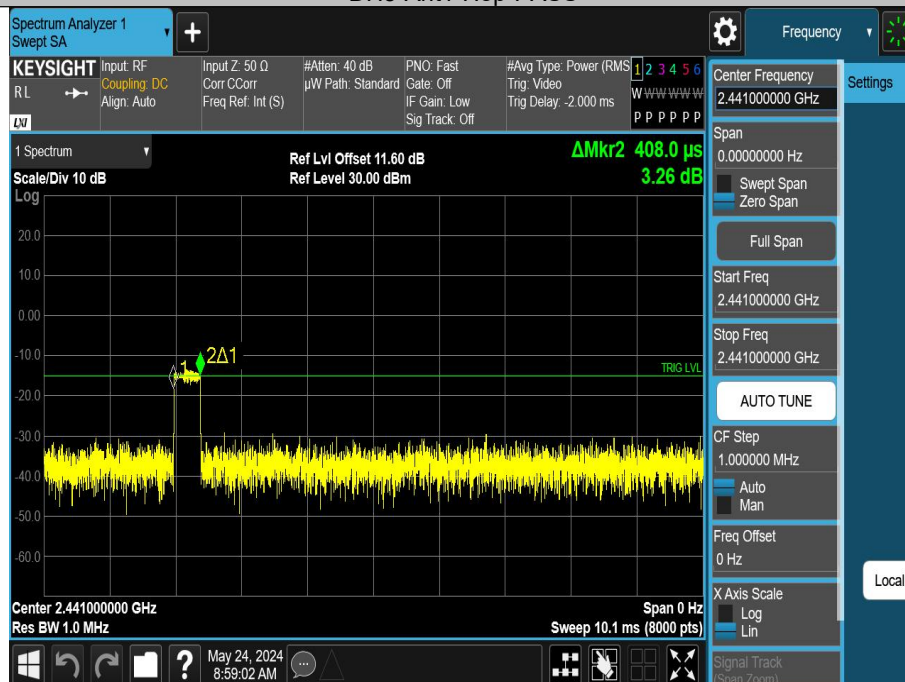 Spectrum Analyzer 1
Swept SA
+
Frequency
KEYSIGHT
RL
LXI
Input: RF
Coupling: DC
Align: Auto
Input Z: 50 Ω
Corr CCorr
Freq Ref: Int (S)
#Atten: 40 dB
µW Path: Standard
PNO: Fast
Gate: Off
IF Gain: Low
Sig Track: Off
#Avg Type: Power (RMS
Trig: Video
Trig Delay: -2.000 ms
1 2 3 4 5 6
W W W W W W
P P P P P P
1 Spectrum
Scale/Div 10 dB
Log
Ref Lvl Offset 11.60 dB
Ref Level 30.00 dBm
ΔMkr2 408.0 µs
3.26 dB
20.0
10.0
0.00
-10.0
-20.0
-30.0
-40.0
-50.0
-60.0
1
2Δ1
TRIG LVL
Center 2.441000000 GHz
Res BW 1.0 MHz
Span 0 Hz
Sweep 10.1 ms (8000 pts)
Center Frequency
2.441000000 GHz
Span
0.00000000 Hz
Swept Span
Zero Span
Full Span
Start Freq
2.441000000 GHz
Stop Freq
2.441000000 GHz
AUTO TUNE
CF Step
1.000000 MHz
Auto
Man
Freq Offset
0 Hz
X Axis Scale
Log
Lin
Signal Track
(Span Zoom)
Settings
Local
?
May 24, 2024
8:59:02 AM